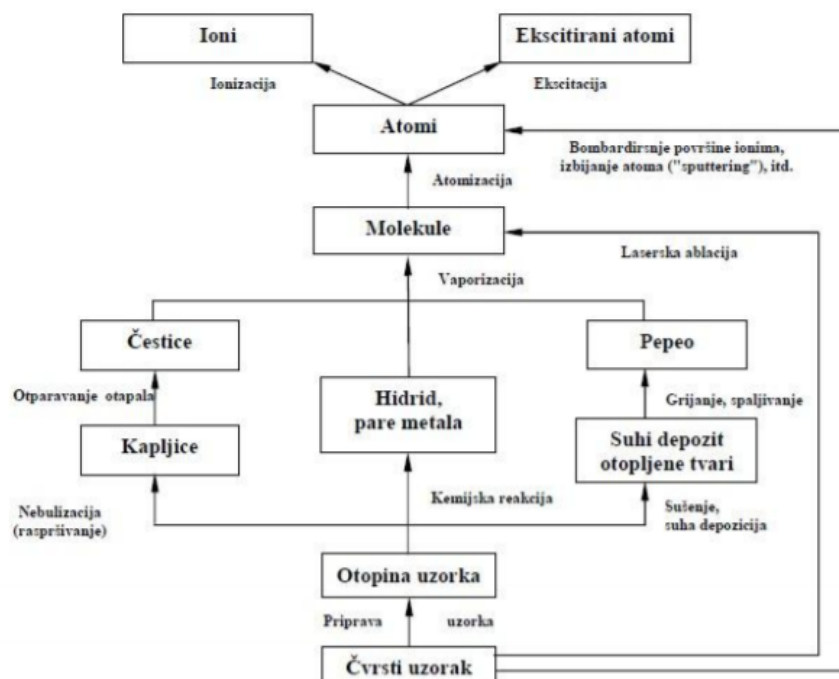 Ioni
Ekscitirani atomi
Ionizacija
Ekscitacija
Atomi
Bombardirsnje površine ionima,
izbijanje atoma ("sputtering"), itd.
Atomizacija
Molekule
Laserska ablacija
Vaporizacija
Čestice
Pepeo
Otparavanje otapala
Hidrid,
pare metala
Grijanje, spaljivanje
Kapljice
Suhi depozit
otopljene tvari
Nebulizacija
(raspršivanje)
Kemijska reakcija
Sušenje,
suha depozicija
Otopina uzorka
Priprava uzorka
Čvrsti uzorak